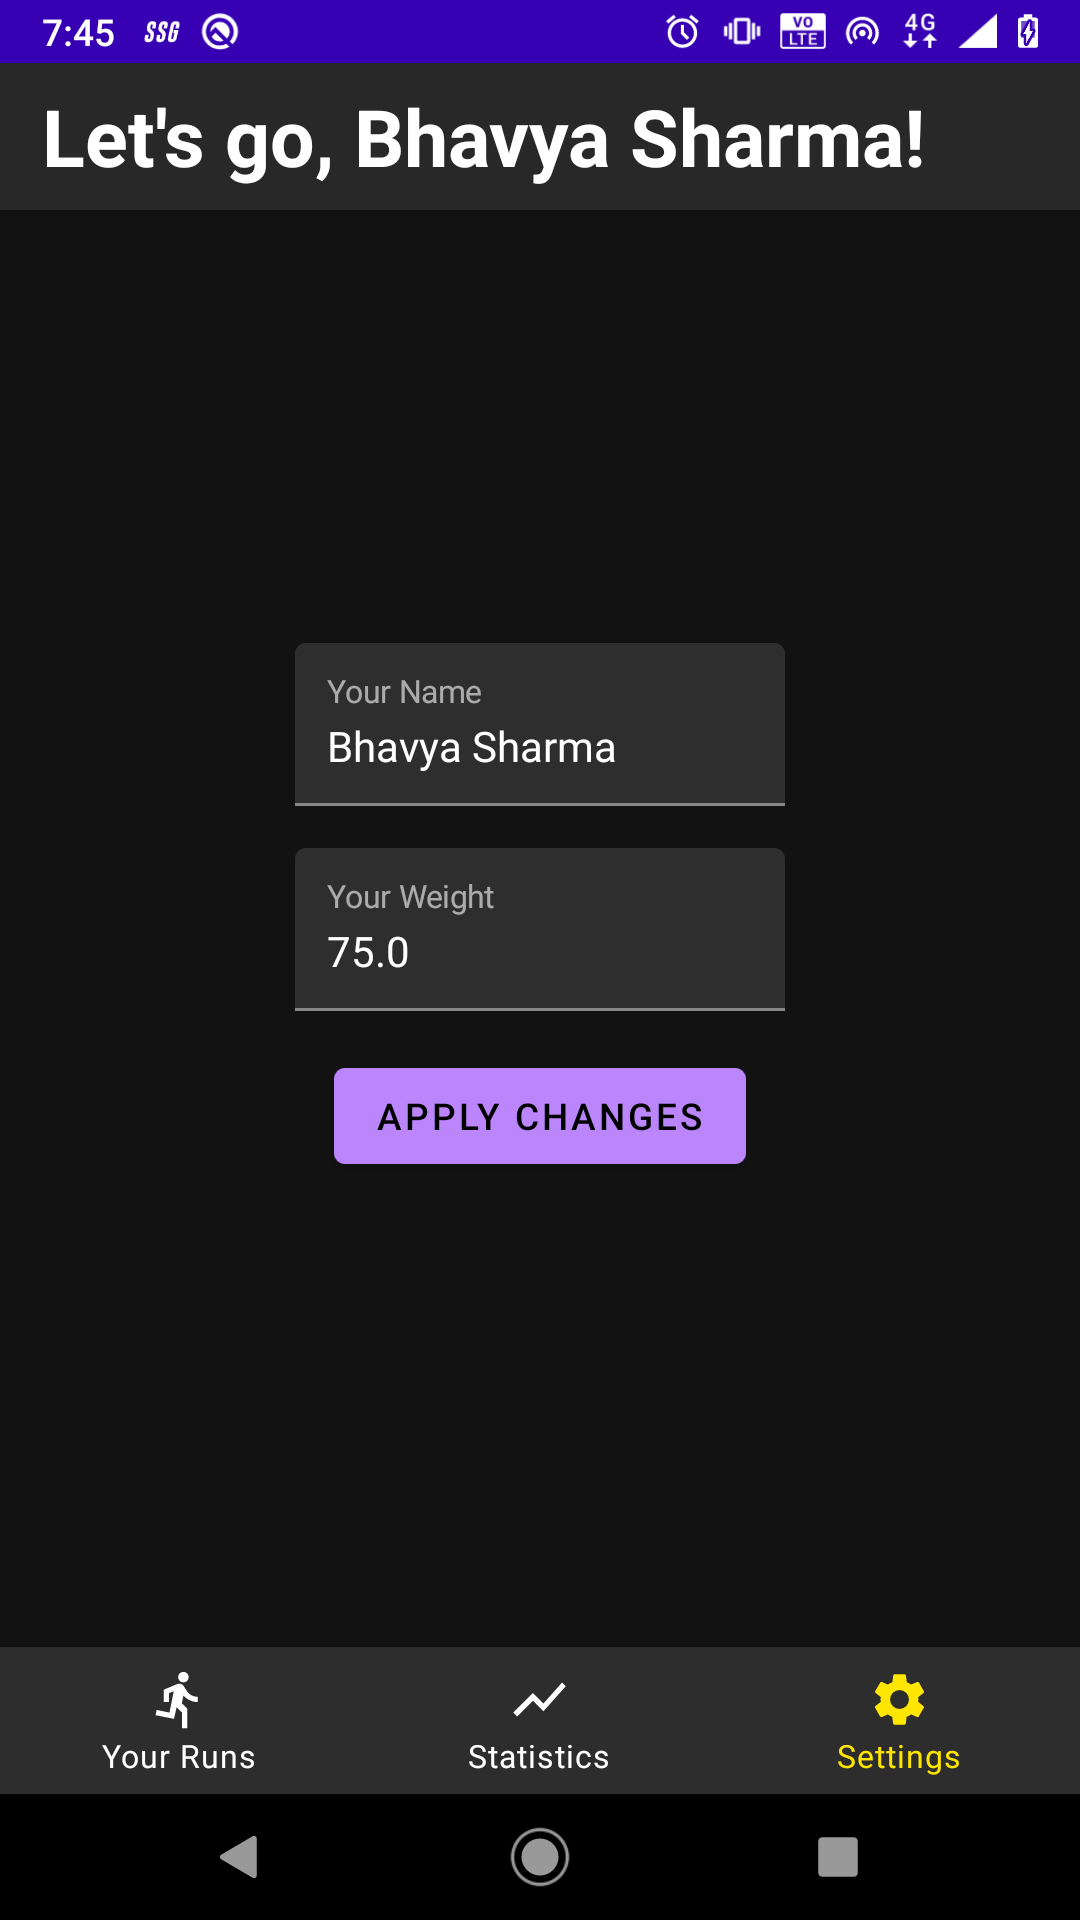 7:45 SSG VO LTE 4G
Let's go, Bhavya Sharma!
Your Name
Bhavya Sharma
Your Weight
75.0
APPLY CHANGES
Your Runs Statistics Settings